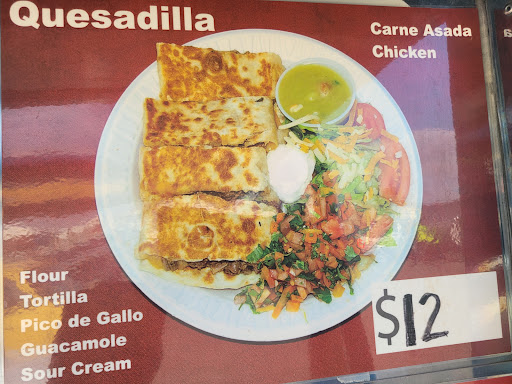 Quesadilla
Carne Asada
Chicken
Flour
Tortilla
Pico de Gallo
Guacamole
Sour Cream
$12